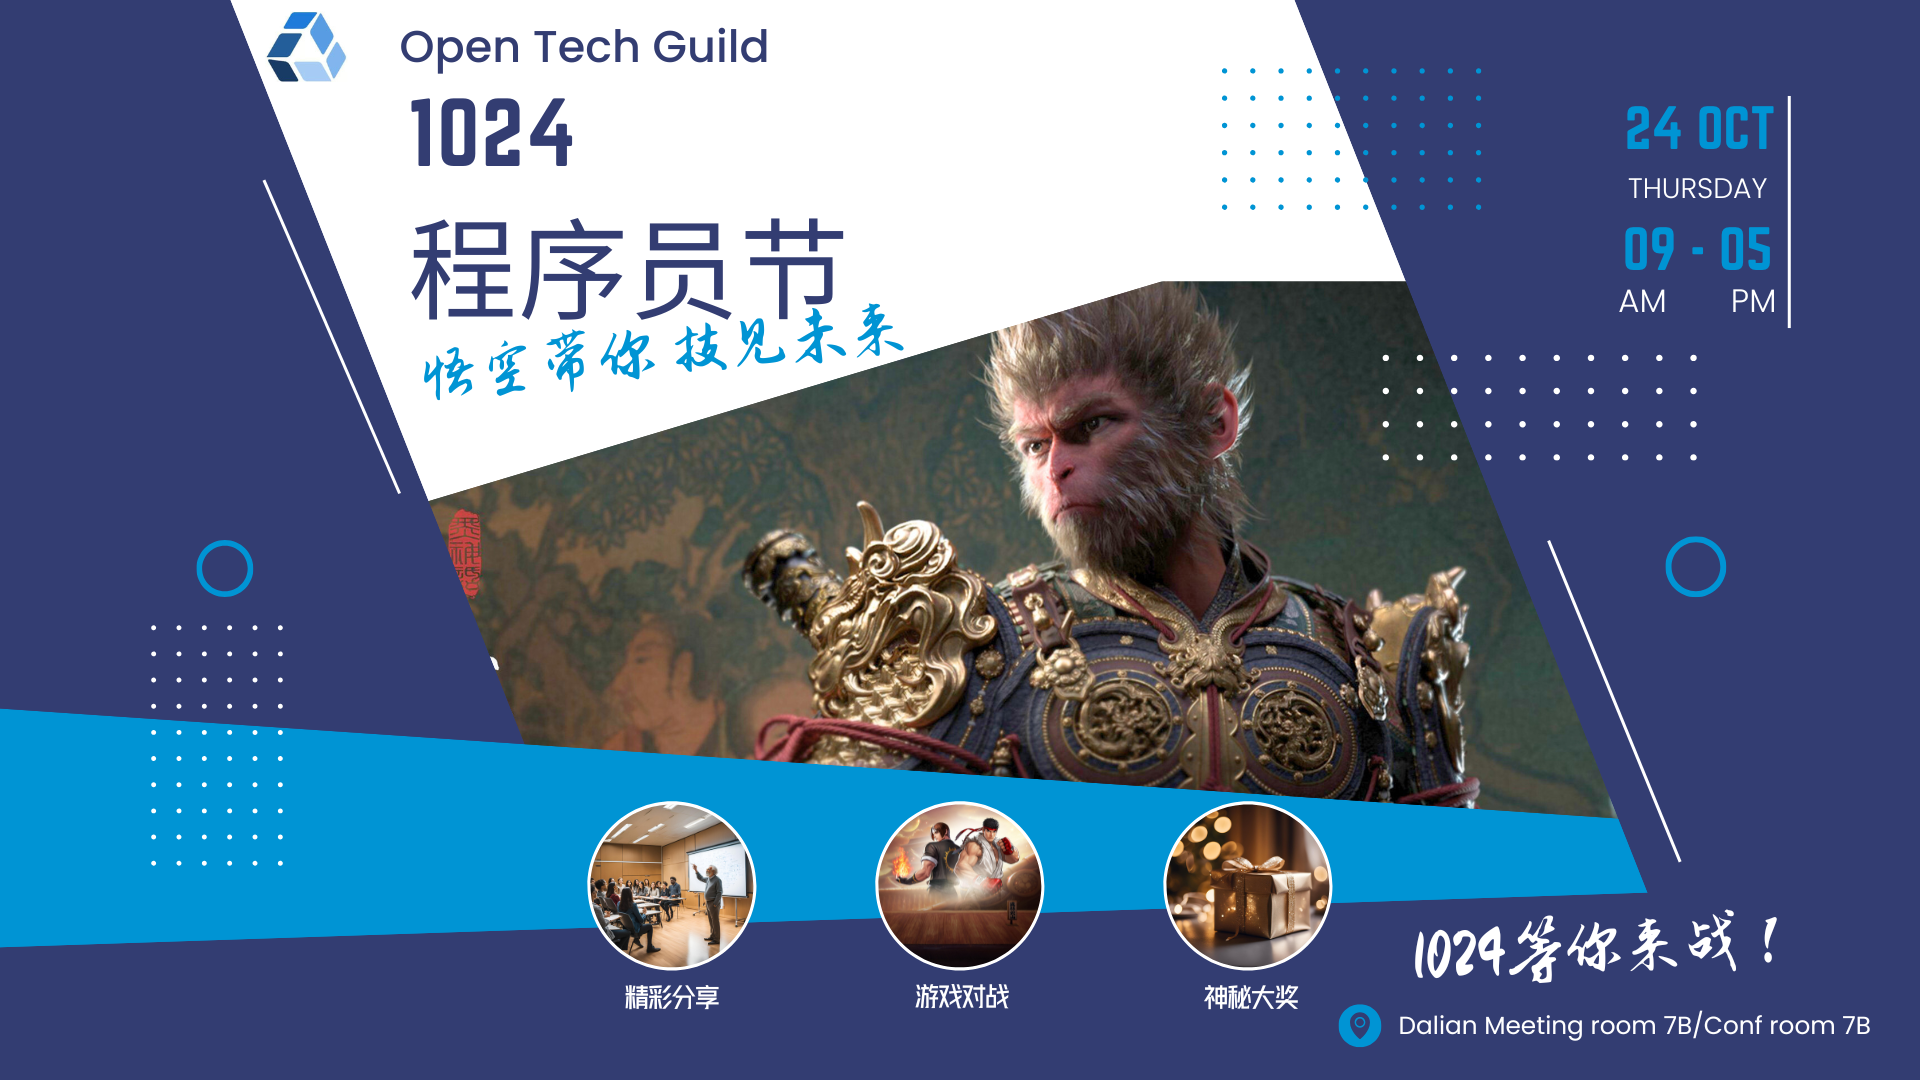 Open Tech Guild
1024
程序员节
悟空带你技见未来
24 OCT
THURSDAY
09 - 05
AM PM
精彩分享
游戏对战
神秘大奖
1024等你来战！
Dalian Meeting room 7B/Conf room 7B